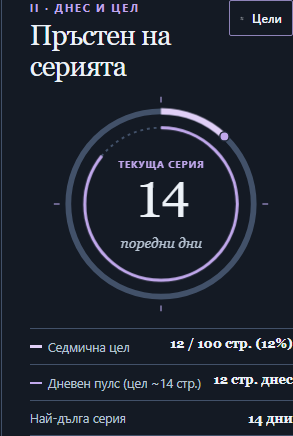 II · ДНЕС И ЦЕЛ
Цели
Пръстен на
серията
ТЕКУЩА СЕРИЯ
14
поредни дни
Седмична цел 12 / 100 стр. (12%)
Дневен пулс (цел ~14 стр.) 12 стр. днес
Най-дълга серия 14 дни